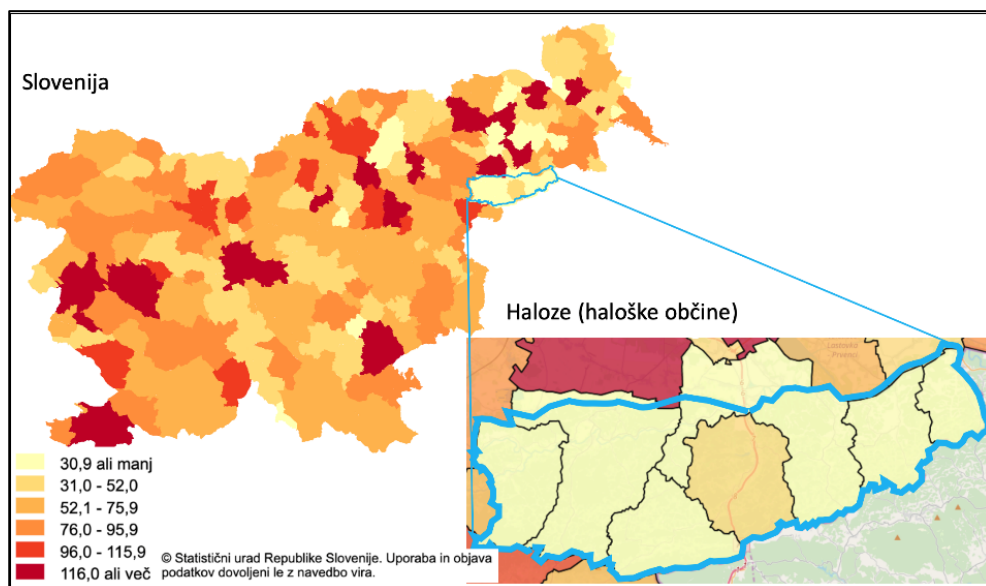 Slovenija
Haloze (haloške občine)
30,9 ali manj
31,0 - 52,0
52,1 - 75,9
76,0 - 95,9
96,0 - 115,9
116,0 ali več
© Statistični urad Republike Slovenije. Uporaba in objava
podatkov dovoljeni le z navedbo vira.